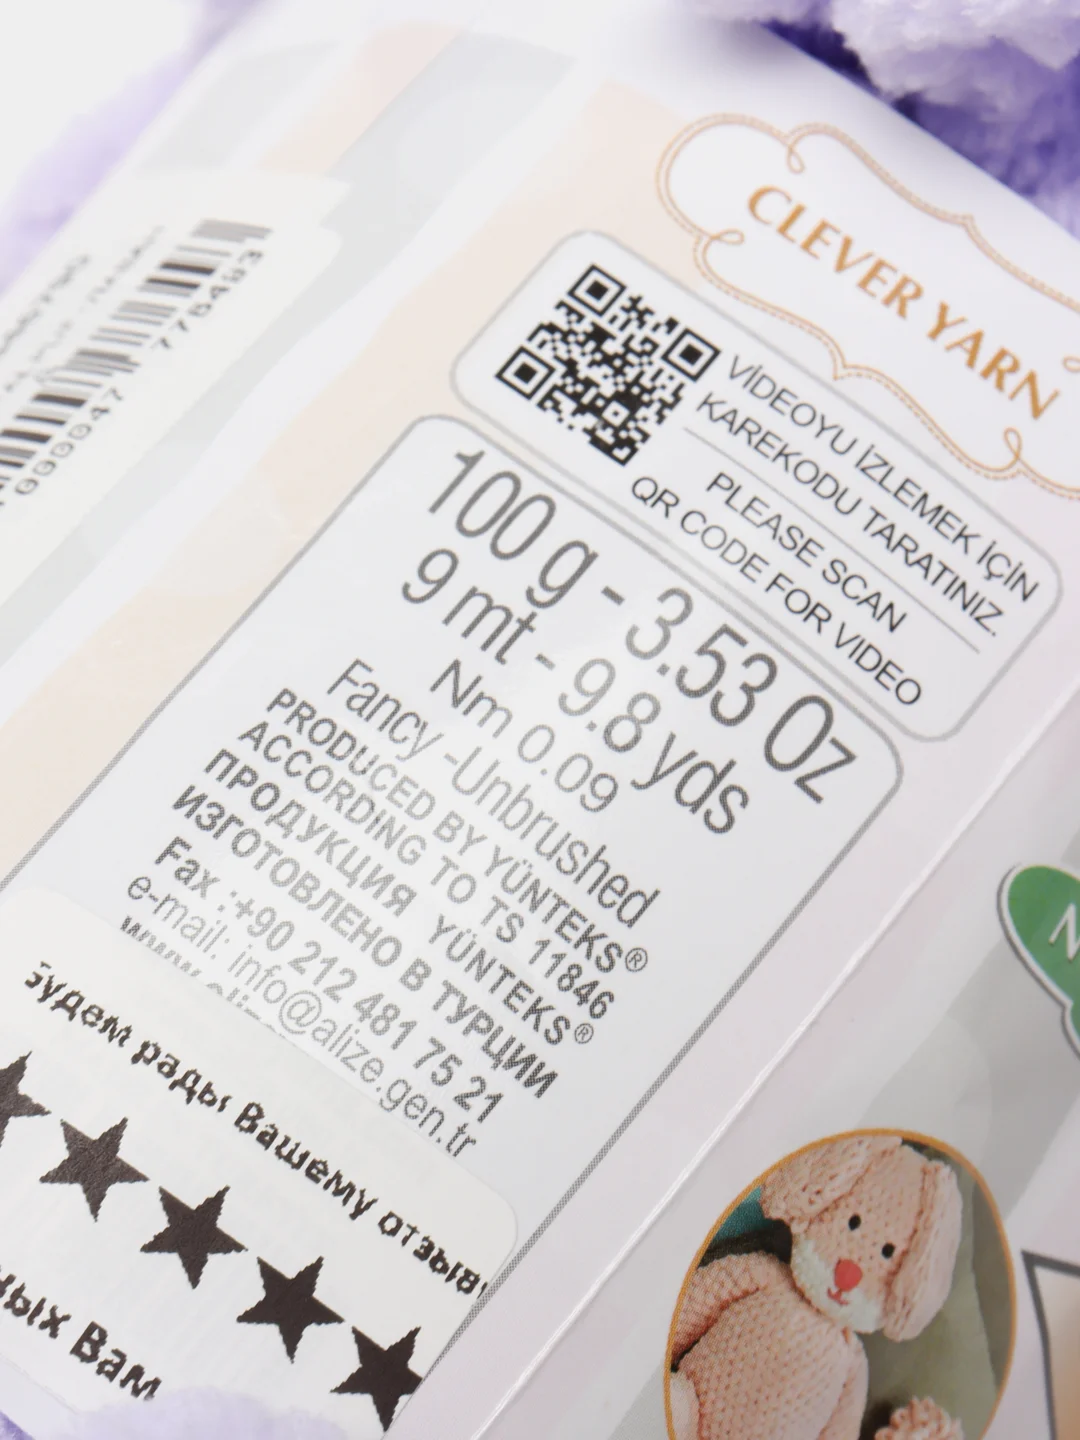 CLEVER YARN
VİDEOYU İZLEMEK İÇİN
KAREKODU TARATINIZ.
PLEASE SCAN
QR CODE FOR VIDEO
100 g - 3.53 Oz
9 mt - 9.8 yds
Nm 0.09
Fancy -Unbrushed
PRODUCED BY YÜNTEKS®
ACCORDING TO TS 11846
ПРОДУКЦИЯ YÜNTEKS®
ИЗГОТОВЛЕНО В ТУРЦИИ
Fax :+90 212 481 75 21
e-mail: info@alize.gen.tr
000047 775493
Будем рады Вашему
Вам